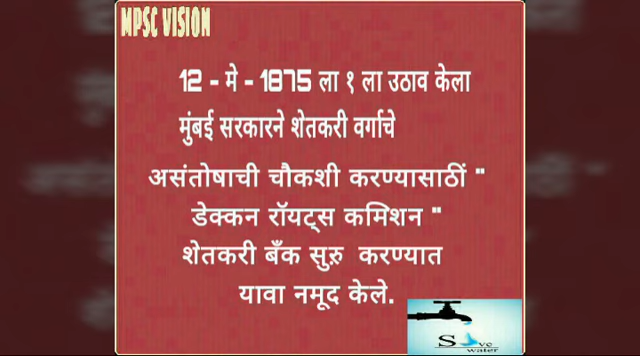 MPSC VISION
12 - मे - 1875 ला १ ला उठाव केला
मुंबई सरकारने शेतकरी वर्गाचे
असंतोषाची चौकशी करण्यासाठीं "
डेक्कन रॉयट्स कमिशन "
शेतकरी बँक सुरु करण्यात
यावा नमूद केले.
Save
water